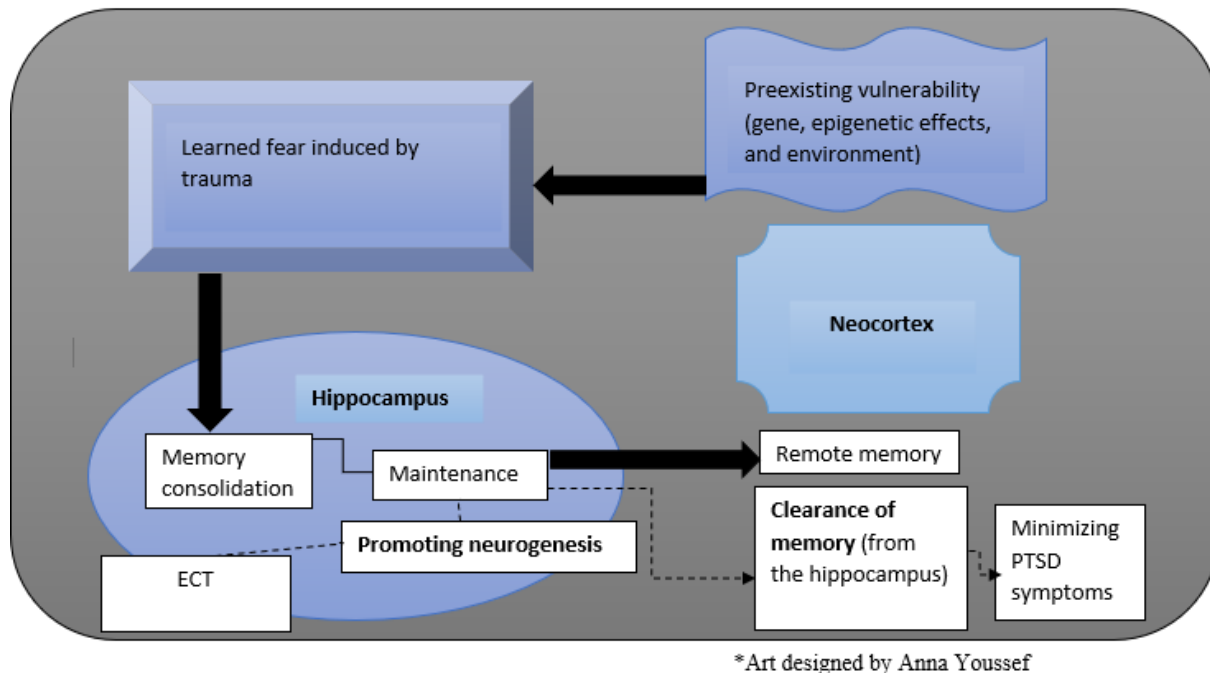 Preexisting vulnerability
(gene, epigenetic effects,
and environment)
Learned fear induced by
trauma
Neocortex
Hippocampus
Memory
consolidation
Maintenance
Remote memory
Promoting neurogenesis
ECT
Clearance of
memory (from
the hippocampus)
Minimizing
PTSD
symptoms
*Art designed by Anna Youssef